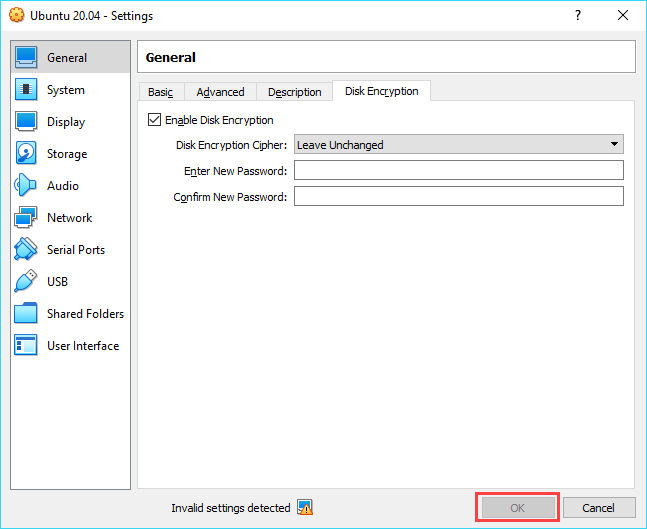 Ubuntu 20.04 - Settings ?
General
System
Display
Storage
Audio
Network
Serial Ports
USB
Shared Folders
User Interface
General
Basic Advanced Description Disk Encryption
Enable Disk Encryption
Disk Encryption Cipher: Leave Unchanged
Enter New Password:
Confirm New Password:
Invalid settings detected OK Cancel